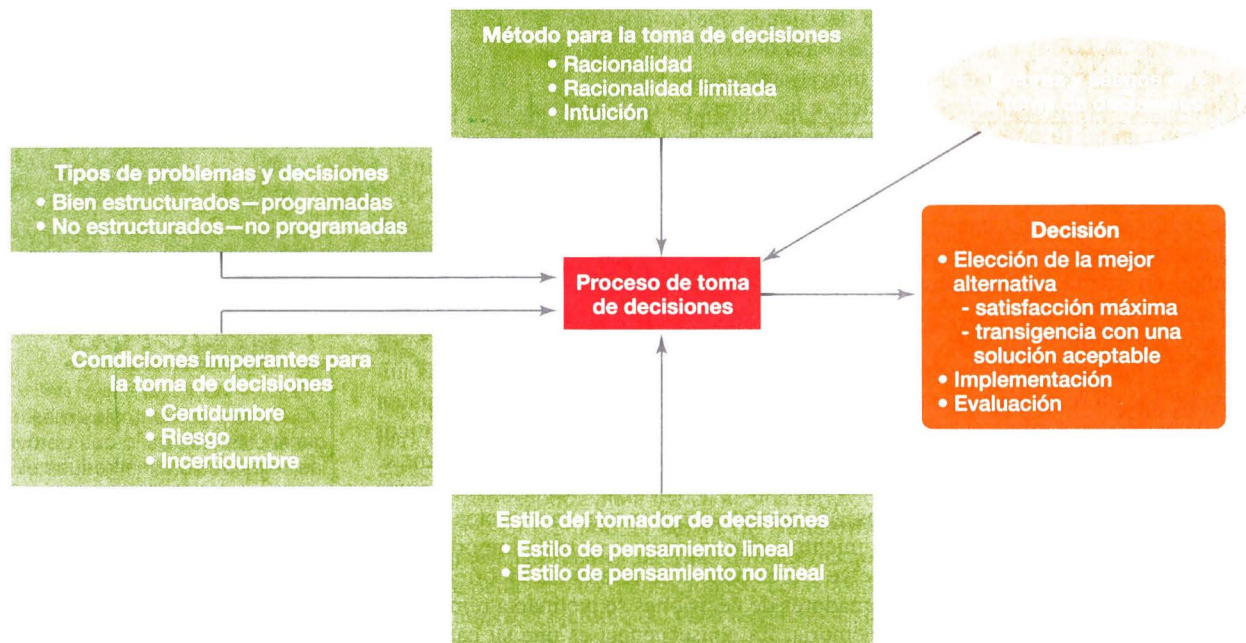 Método para la toma de decisiones
• Racionalidad
• Racionalidad limitada
• Intuición
Tipos de problemas y decisiones
• Bien estructurados—programadas
• No estructurados—no programadas
Proceso de toma
de decisiones
Decisión
• Elección de la mejor
alternativa
- satisfacción máxima
- transigencia con una
solución aceptable
• Implementación
• Evaluación
Condiciones imperantes para
la toma de decisiones
• Certidumbre
• Riesgo
• Incertidumbre
Estilo del tomador de decisiones
• Estilo de pensamiento lineal
• Estilo de pensamiento no lineal